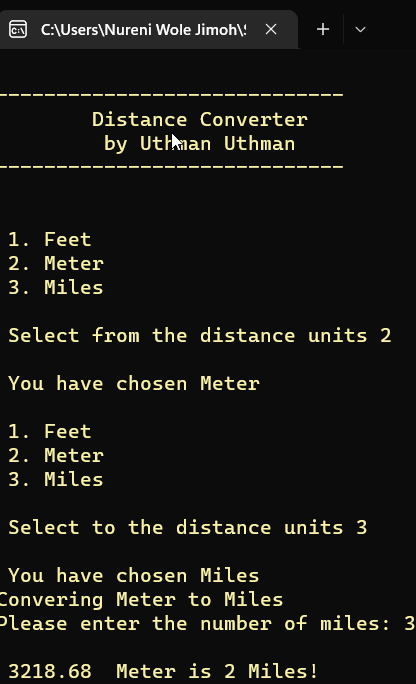 C:\Users\Nureni Wole Jimoh\S
----------------------------
Distance Converter
by Uthman Uthman
----------------------------
1. Feet
2. Meter
3. Miles
Select from the distance units 2
You have chosen Meter
1. Feet
2. Meter
3. Miles
Select to the distance units 3
You have chosen Miles
Convering Meter to Miles
Please enter the number of miles: 3
3218.68 Meter is 2 Miles!